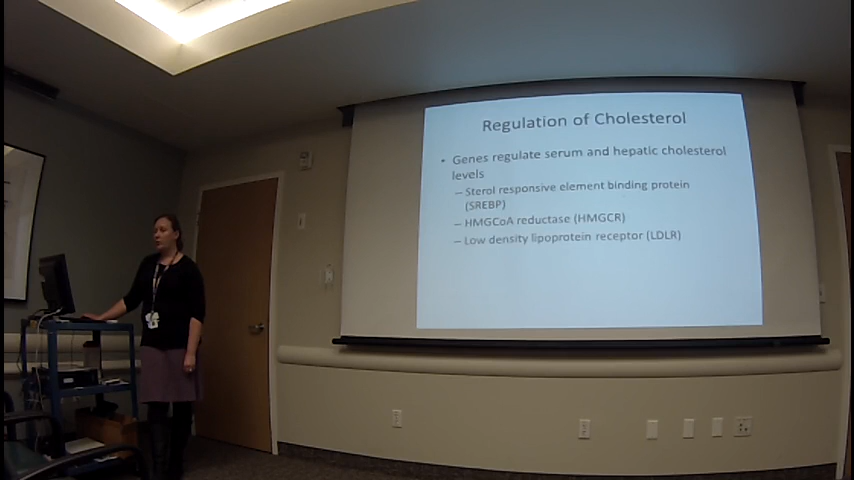 Regulation of Cholesterol
• Genes regulate serum and hepatic cholesterol
levels
– Sterol responsive element binding protein
(SREBP)
– HMGCoA reductase (HMGCR)
– Low density lipoprotein receptor (LDLR)